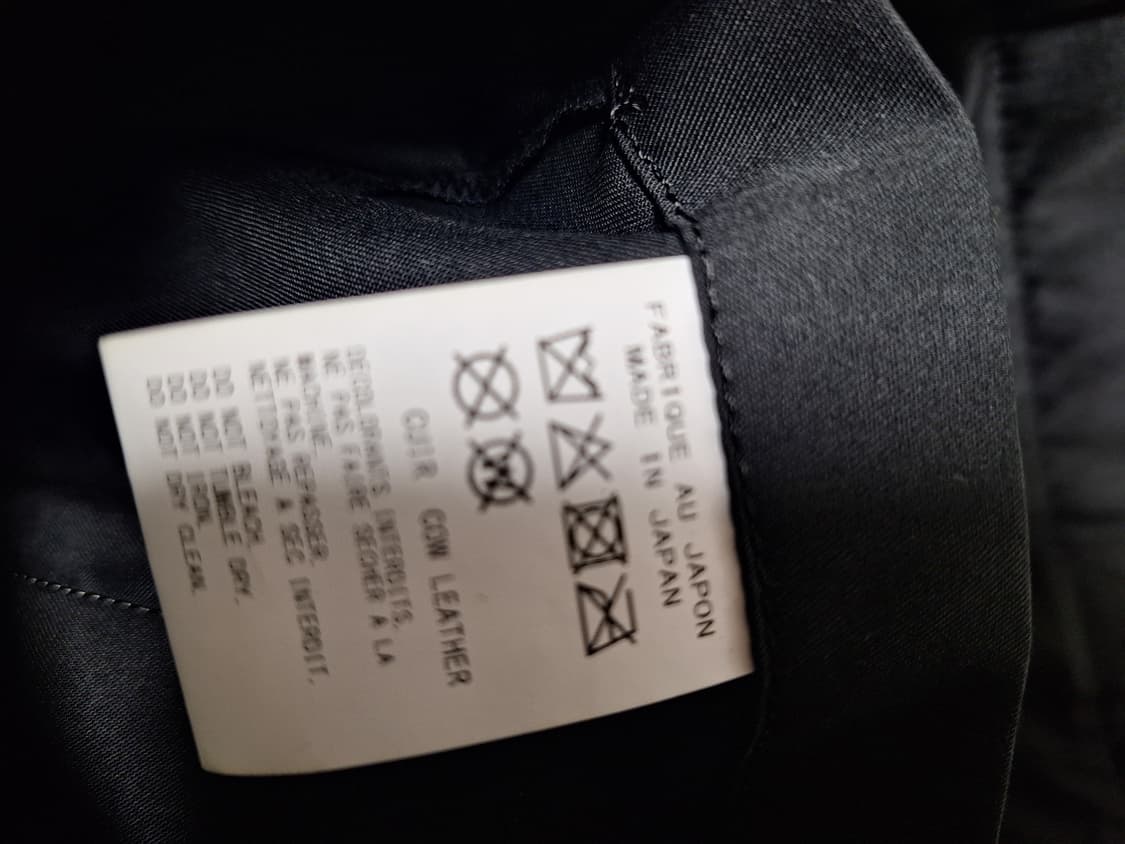 FABRIQUE AU JAPON
MADE IN JAPAN
CUIR COW LEATHER
DECOLORANTS INTERDITS.
NE PAS FAIRE SECHER A LA
MACHINE.
NE PAS REPASSER.
NETTOYAGE A SEC INTERDIT.
DO NOT BLEACH.
DO NOT TUMBLE DRY.
DO NOT IRON.
DO NOT DRY CLEAN.